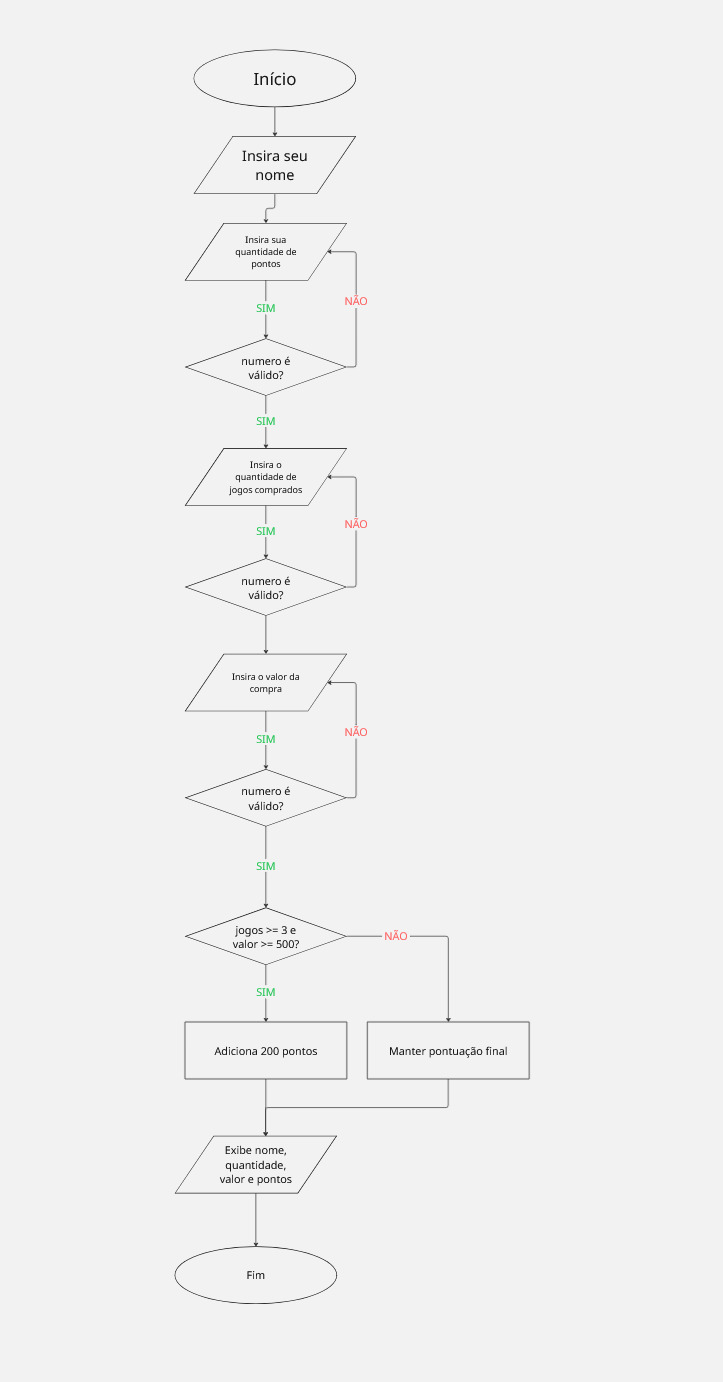 Início
Insira seu
nome
Insira sua
quantidade de
pontos
NÃO
SIM
numero é
válido?
SIM
Insira o
quantidade de
jogos comprados
NÃO
SIM
numero é
válido?
Insira o valor da
compra
NÃO
SIM
numero é
válido?
SIM
jogos >= 3 e
valor >= 500?
NÃO
SIM
Adiciona 200 pontos
Manter pontuação final
Exibe nome,
quantidade,
valor e pontos
Fim